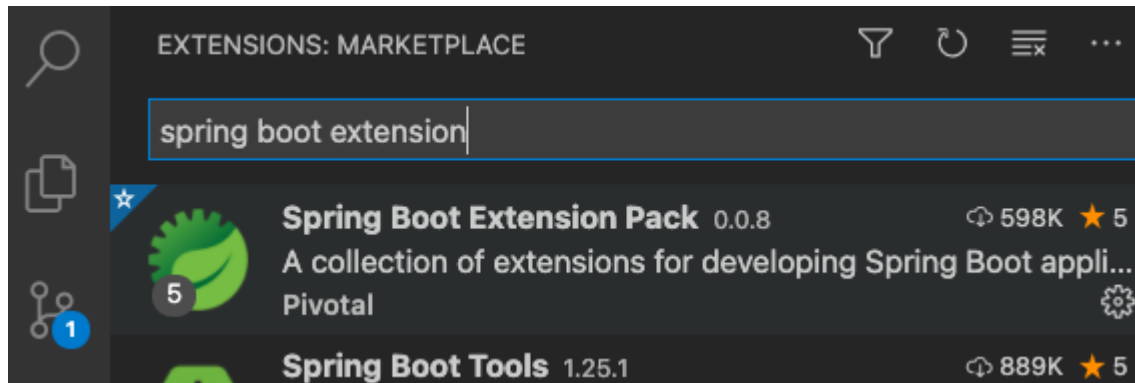 EXTENSIONS: MARKETPLACE
spring boot extension
Spring Boot Extension Pack 0.0.8 598K 5
A collection of extensions for developing Spring Boot appli...
5
Pivotal
1
Spring Boot Tools 1.25.1 889K 5